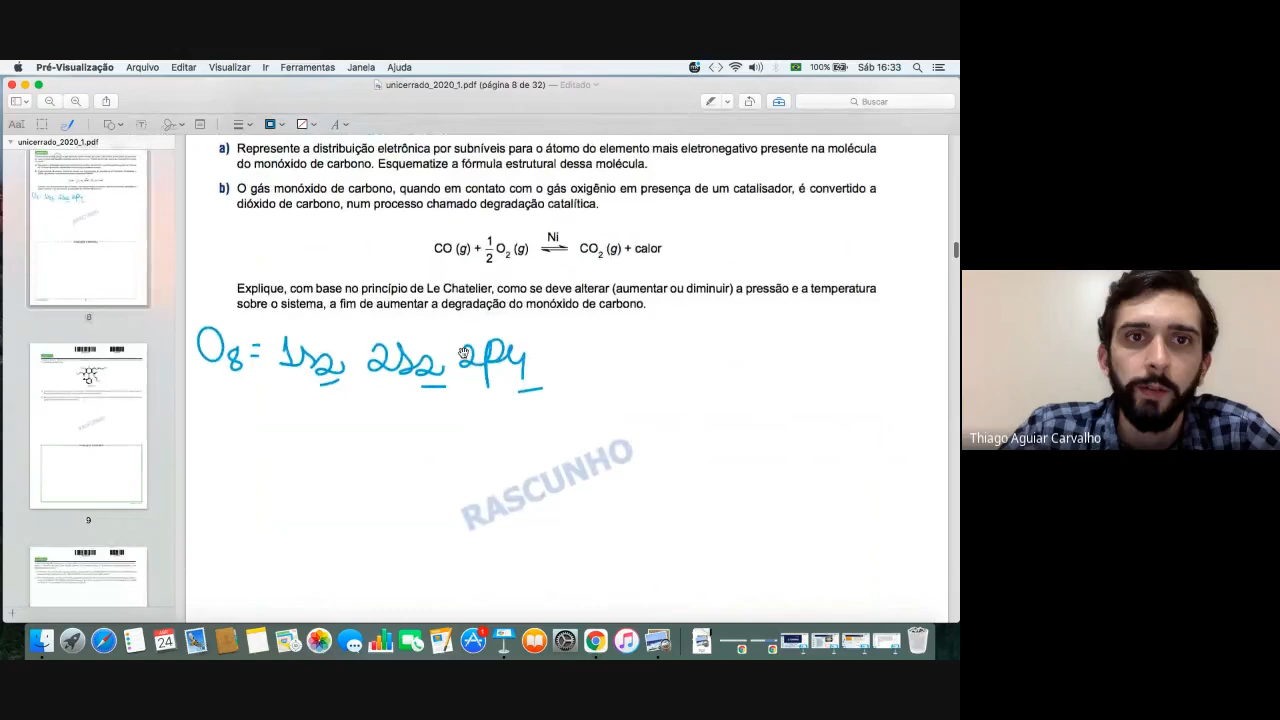 Pré-Visualização Arquivo Editar Visualizar Ir Ferramentas Janela Ajuda 100% Sáb 16:33
unicerrado_2020_1.pdf (página 8 de 32) — Editado
Buscar
unicerrado_2020_1.pdf
8
9
a) Represente a distribuição eletrônica por subníveis para o átomo do elemento mais eletronegativo presente na molécula
do monóxido de carbono. Esquematize a fórmula estrutural dessa molécula.
b) O gás monóxido de carbono, quando em contato com o gás oxigênio em presença de um catalisador, é convertido a
dióxido de carbono, num processo chamado degradação catalítica.
CO (g) + 1/2 O2 (g) ⇌ Ni CO2 (g) + calor
Explique, com base no princípio de Le Chatelier, como se deve alterar (aumentar ou diminuir) a pressão e a temperatura
sobre o sistema, a fim de aumentar a degradação do monóxido de carbono.
O8 = 1s2 2s2 2p4
RASCUNHO
24
1
Thiago Aguiar Carvalho